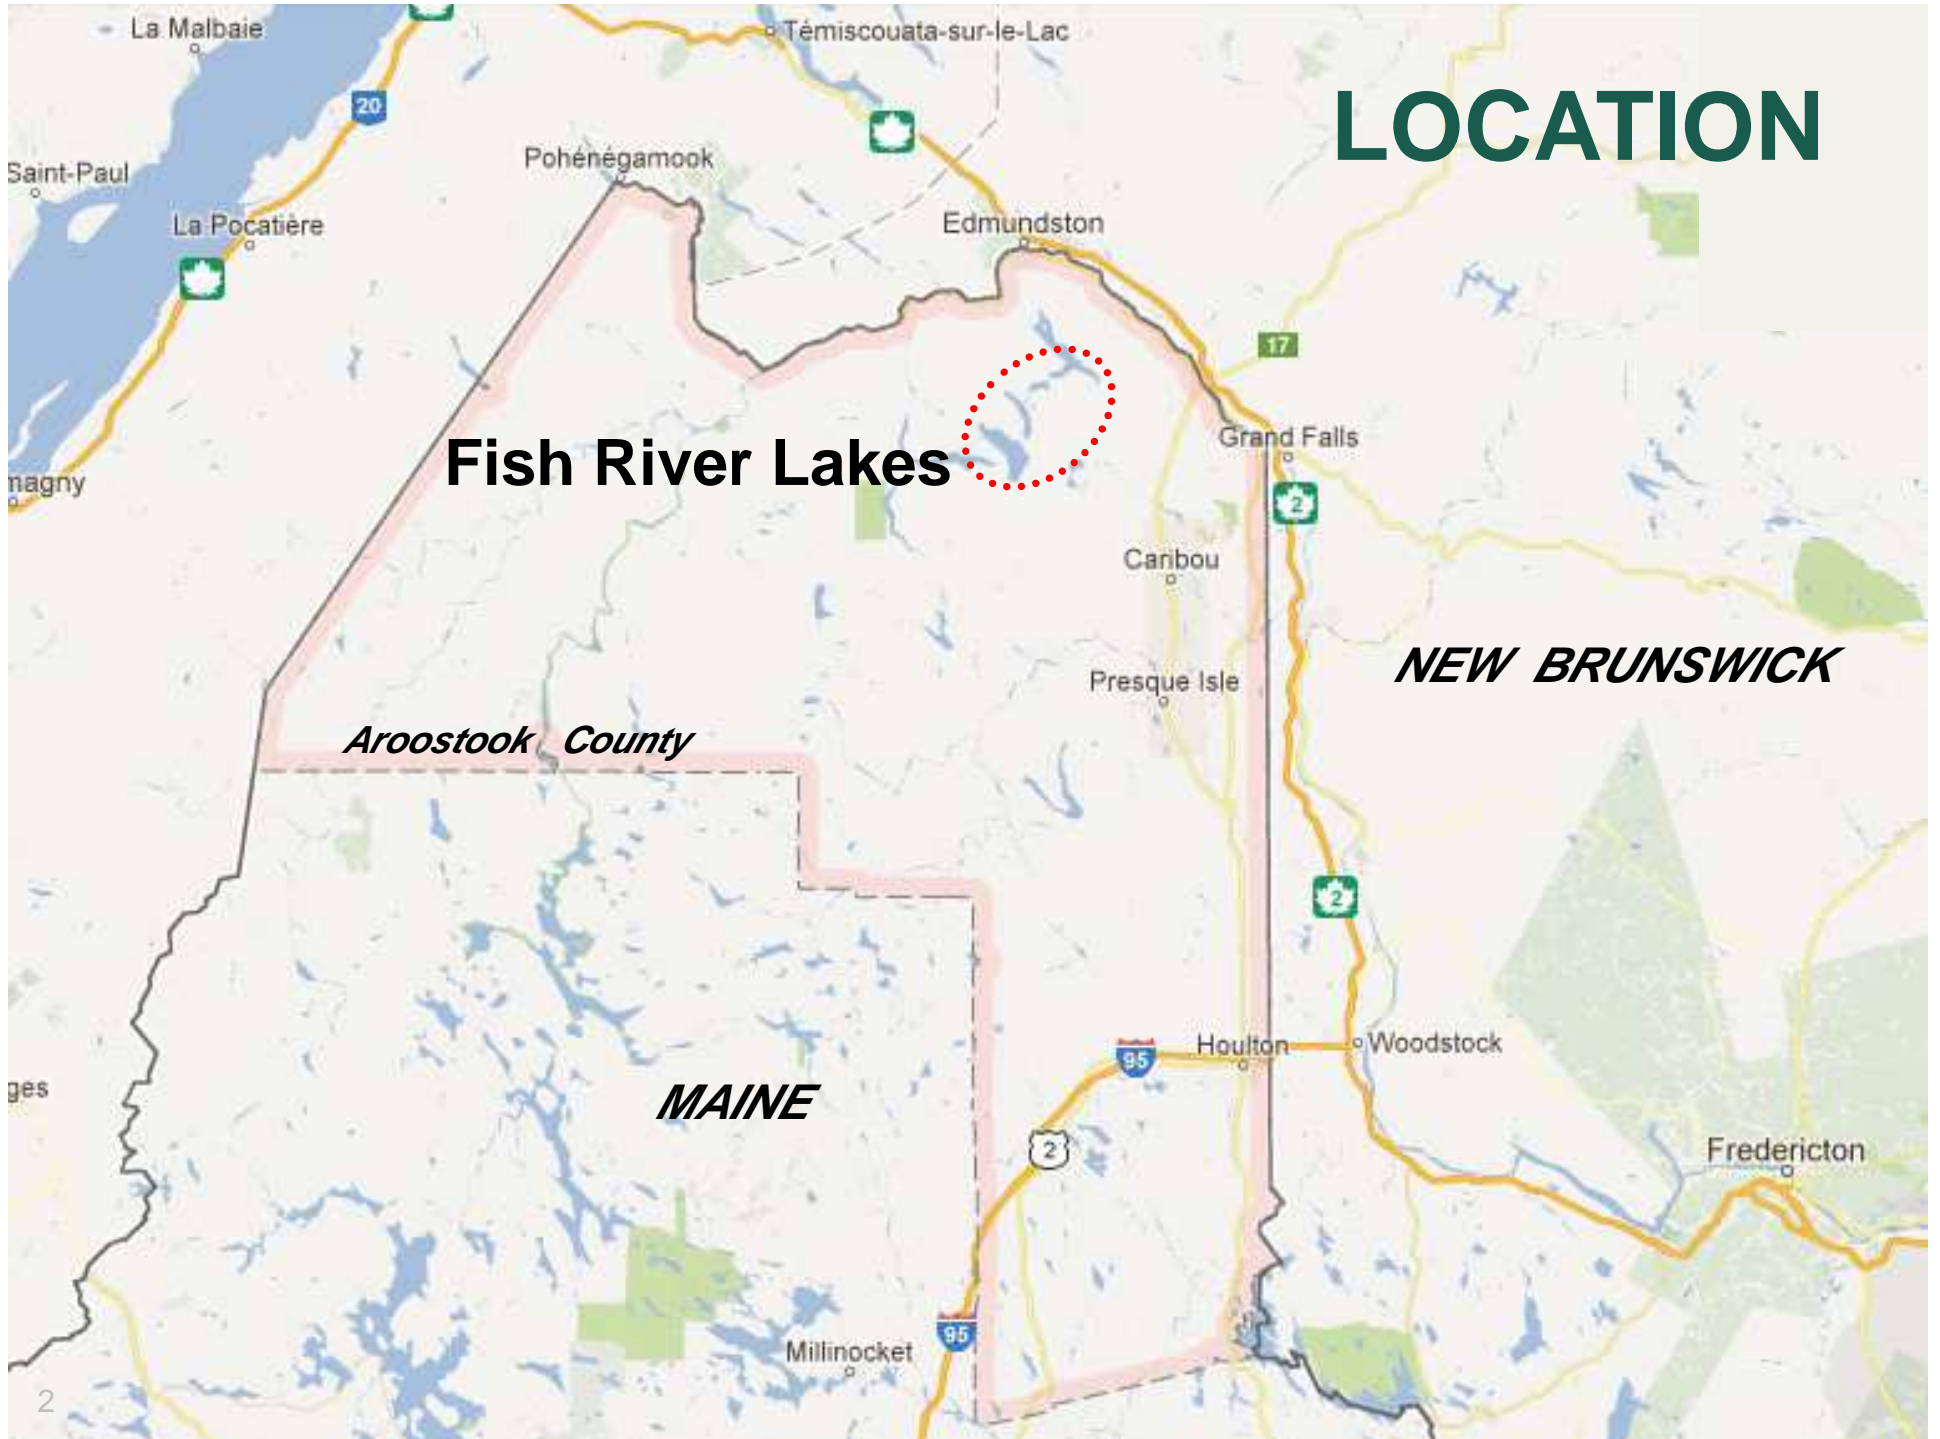 La Malbaie
Témiscouata-sur-le-Lac
LOCATION
20
Pohénégamook
Saint-Paul
La Pocatière
Edmundston
17
Grand Falls
Fish River Lakes
magny
2
Caribou
NEW BRUNSWICK
Presque Isle
Aroostook County
2
Houlton
Woodstock
95
ges
MAINE
2
Fredericton
95
Millinocket
2